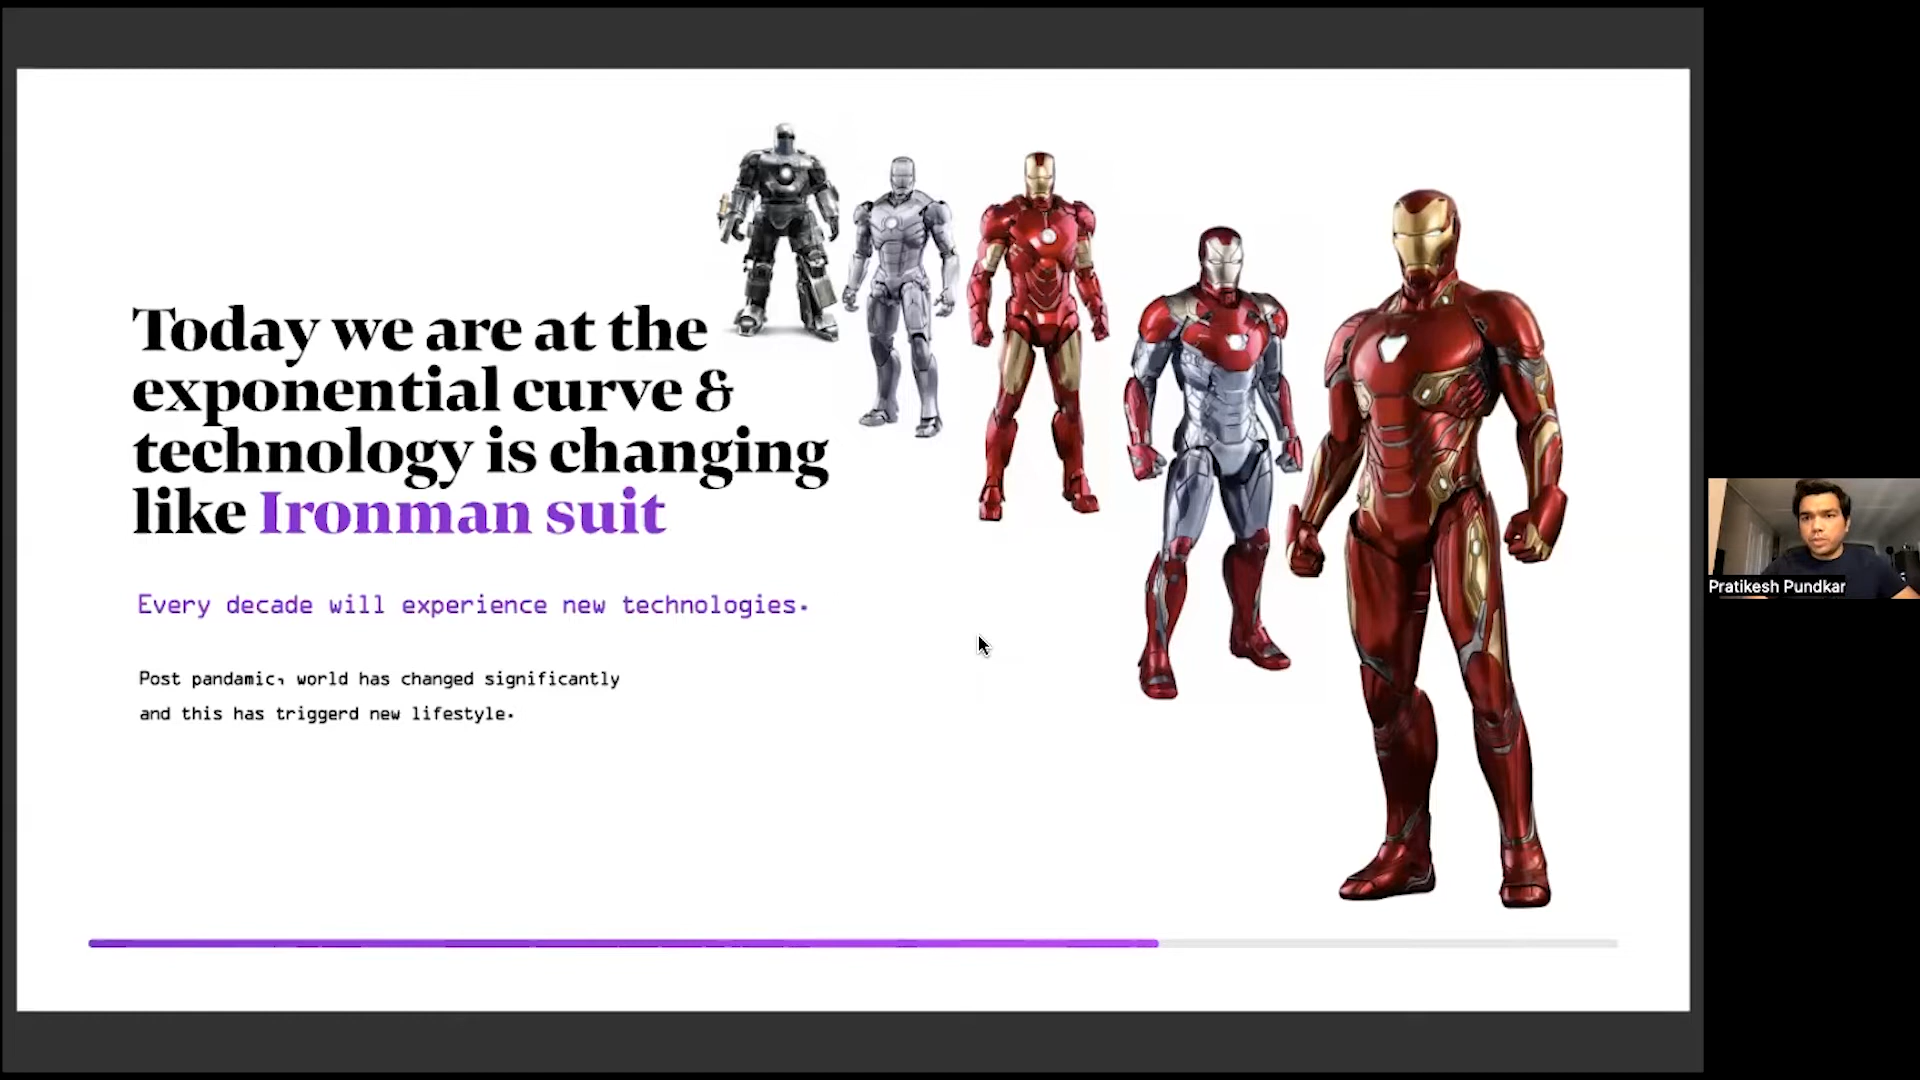 Today we are at the
exponential curve &
technology is changing
like Ironman suit
Every decade will experience new technologies.
Post pandamic, world has changed significantly
and this has triggerd new lifestyle.
Pratikesh Pundkar